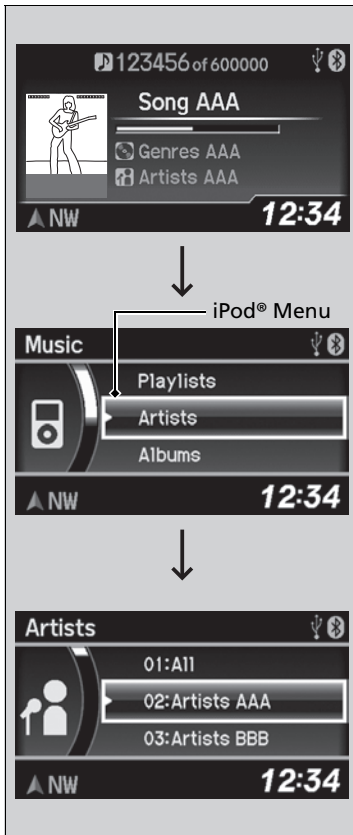 123456 of 600000
Song AAA
Genres AAA
Artists AAA
NW
12:34
iPod® Menu
Music
Playlists
Artists
Albums
NW
12:34
Artists
01:All
02:Artists AAA
03:Artists BBB
NW
12:34